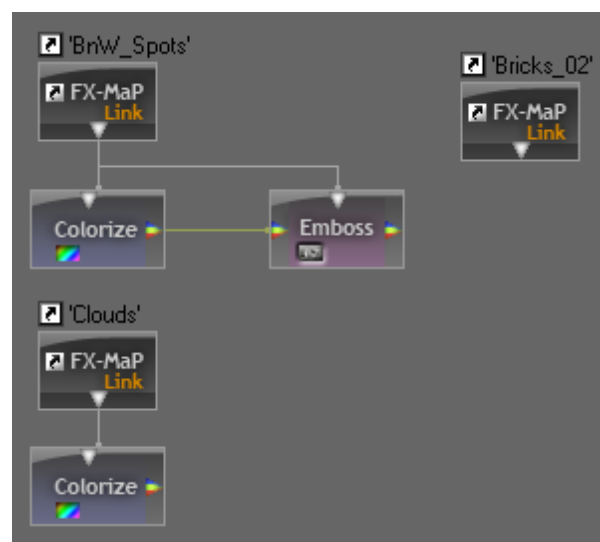 'BnW_Spots'
FX-MaP
Link
'Bricks_02'
FX-MaP
Link
Colorize
Emboss
'Clouds'
FX-MaP
Link
Colorize